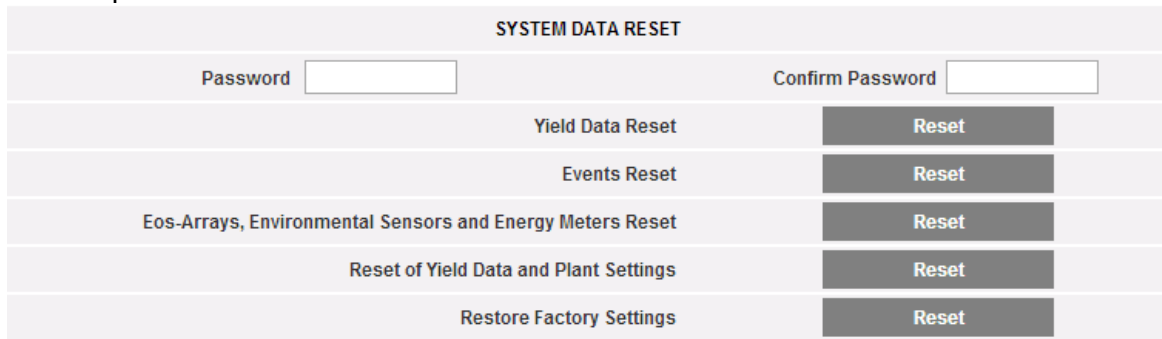 SYSTEM DATA RESET
Password Confirm Password
Yield Data Reset Reset
Events Reset Reset
Eos-Arrays, Environmental Sensors and Energy Meters Reset Reset
Reset of Yield Data and Plant Settings Reset
Restore Factory Settings Reset